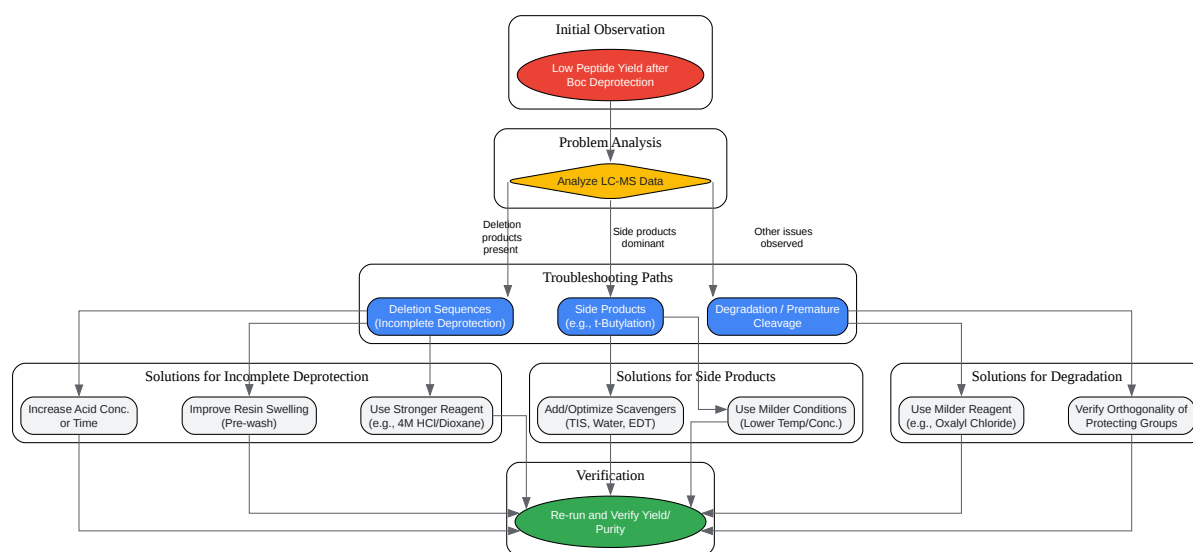 Initial Observation
Low Peptide Yield after
Boc Deprotection
Problem Analysis
Analyze LC-MS Data
Deletion
products
present
Side products
dominant
Other issues
observed
Troubleshooting Paths
Deletion Sequences
(Incomplete Deprotection)
Side Products
(e.g., t-Butylation)
Degradation / Premature
Cleavage
Solutions for Incomplete Deprotection
Increase Acid Conc.
or Time
Improve Resin Swelling
(Pre-wash)
Use Stronger Reagent
(e.g., 4M HCl/Dioxane)
Solutions for Side Products
Add/Optimize Scavengers
(TIS, Water, EDT)
Use Milder Conditions
(Lower Temp/Conc.)
Solutions for Degradation
Use Milder Reagent
(e.g., Oxalyl Chloride)
Verify Orthogonality of
Protecting Groups
Verification
Re-run and Verify Yield/
Purity